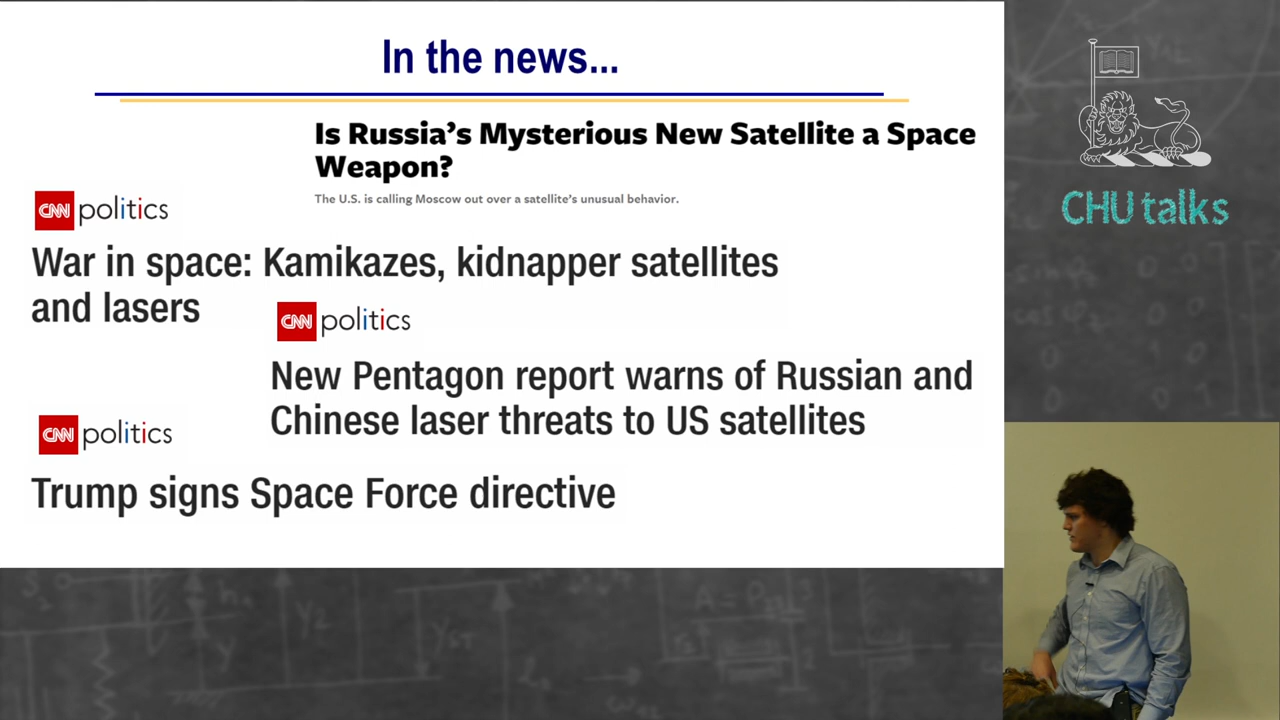 In the news...
Is Russia's Mysterious New Satellite a Space
Weapon?
The U.S. is calling Moscow out over a satellite's unusual behavior.
CNN politics
War in space: Kamikazes, kidnapper satellites
and lasers
CNN politics
New Pentagon report warns of Russian and
Chinese laser threats to US satellites
CNN politics
Trump signs Space Force directive
CHU talks